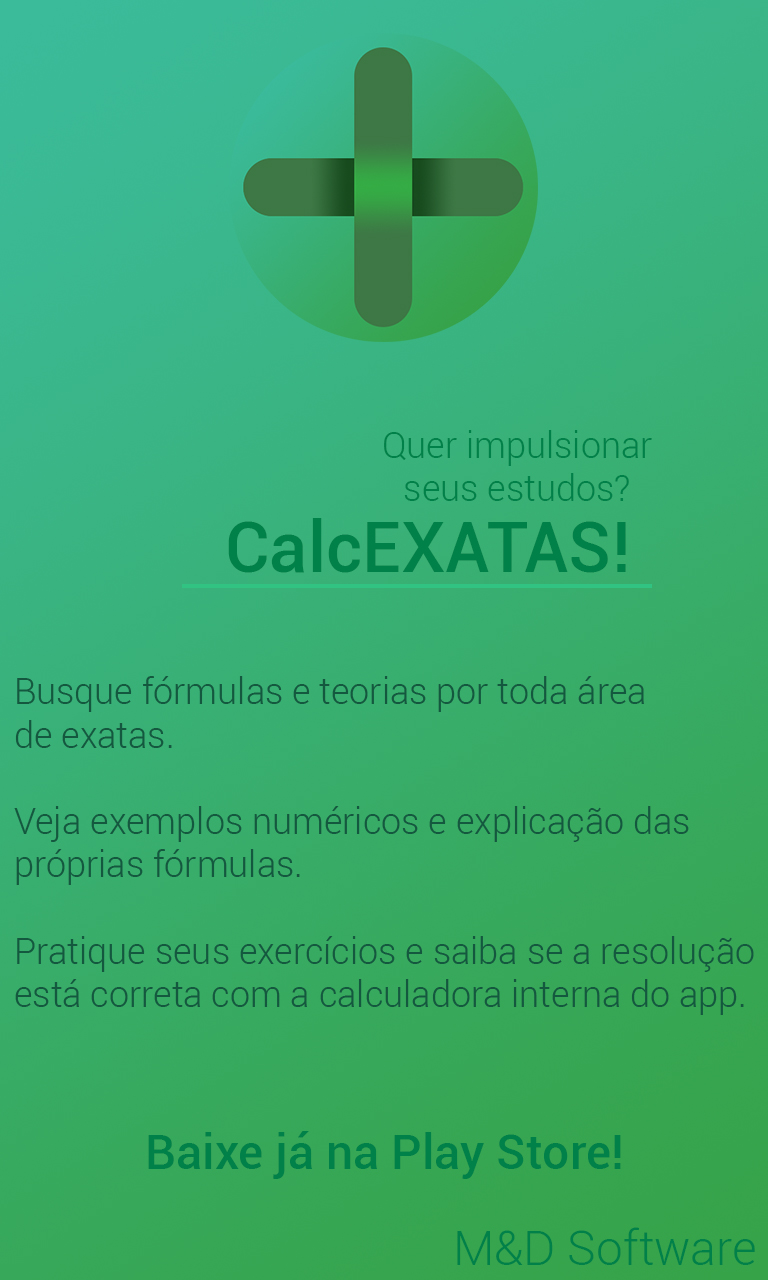 Quer impulsionar
seus estudos?
CalcEXATAS!
Busque fórmulas e teorias por toda área
de exatas.
Veja exemplos numéricos e explicação das
próprias fórmulas.
Pratique seus exercícios e saiba se a resolução
está correta com a calculadora interna do app.
Baixe já na Play Store!
M&D Software